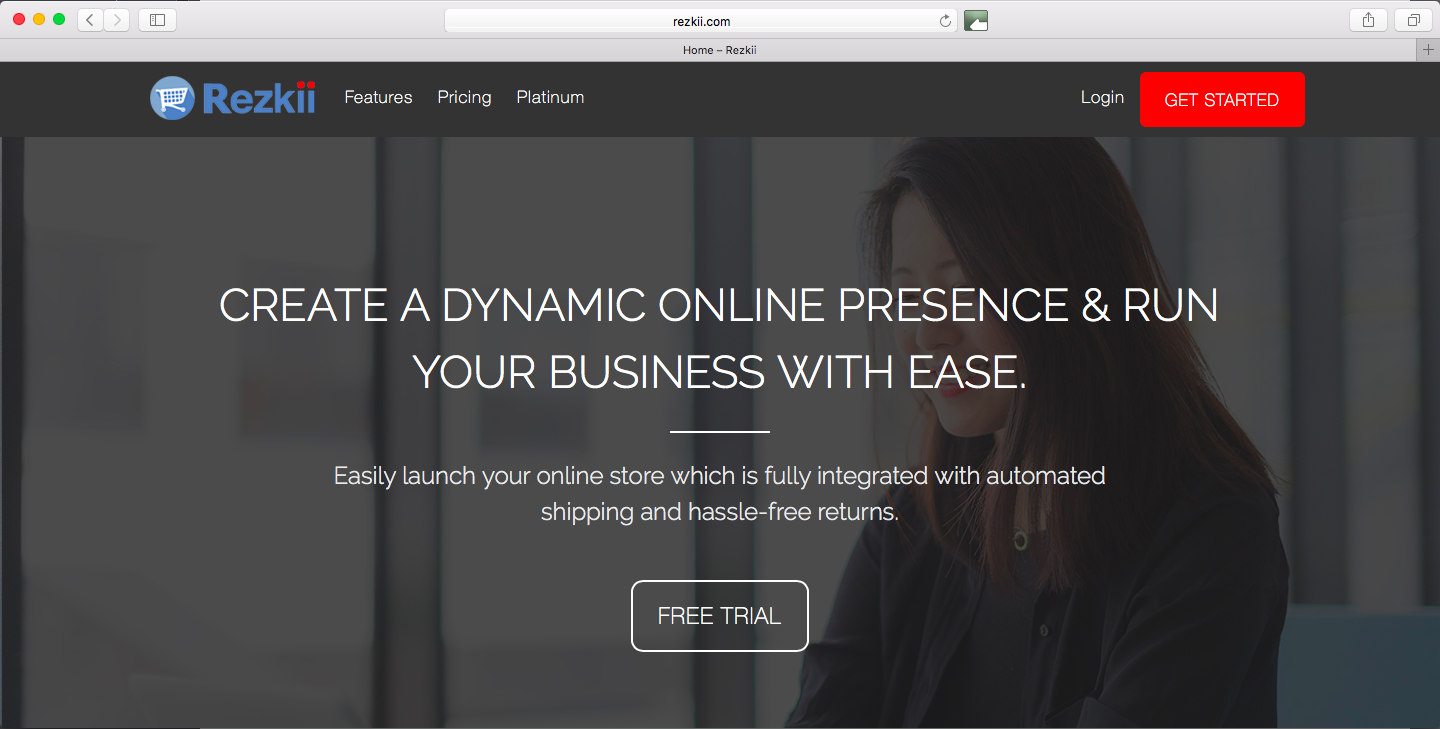 rezkii.com
Home – Rezkii
Rezkii
Features
Pricing
Platinum
Login
GET STARTED
CREATE A DYNAMIC ONLINE PRESENCE & RUN
YOUR BUSINESS WITH EASE.
Easily launch your online store which is fully integrated with automated
shipping and hassle-free returns.
FREE TRIAL